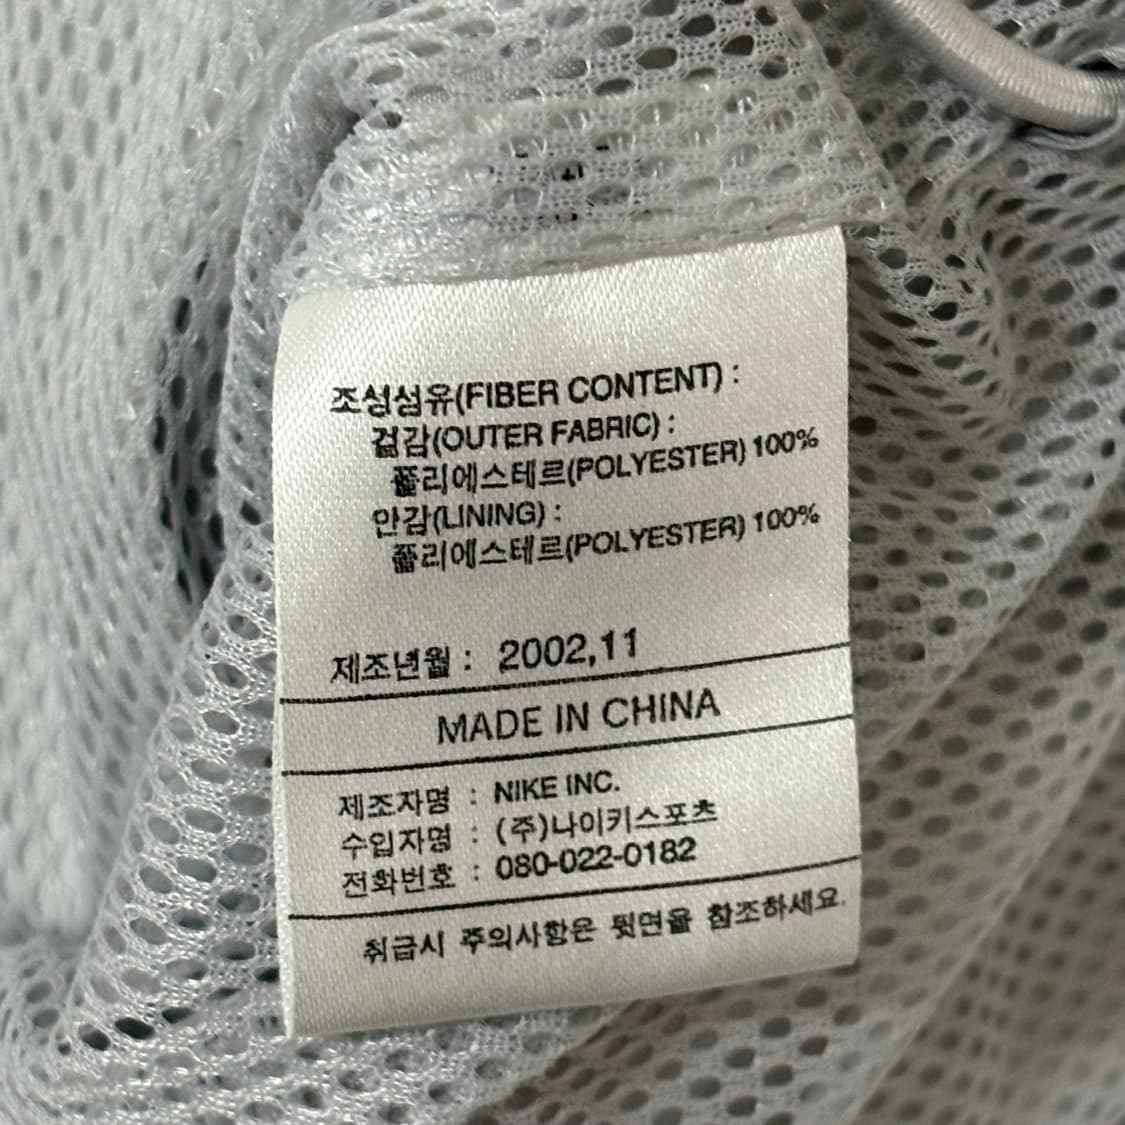 조성섬유(FIBER CONTENT) :
겉감(OUTER FABRIC) :
폴리에스테르(POLYESTER) 100%
안감(LINING) :
폴리에스테르(POLYESTER) 100%
제조년월 : 2002,11
MADE IN CHINA
제조자명 : NIKE INC.
수입자명 : (주)나이키스포츠
전화번호 : 080-022-0182
취급시 주의사항은 뒷면을 참조하세요.